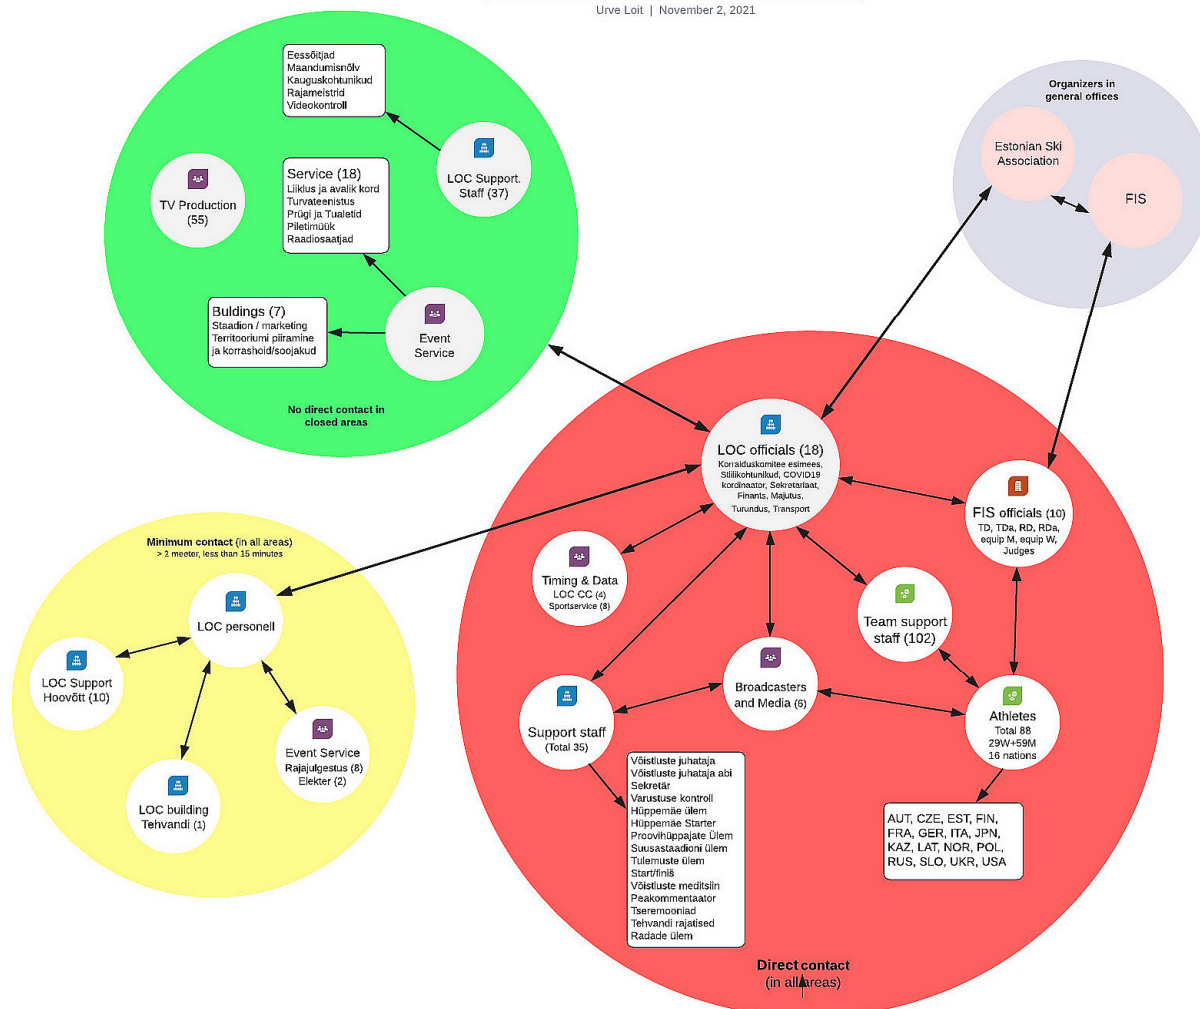 Urve Loit | November 2, 2021
Eessõitjad
Maandumisnõlv
Kauguskohtunikud
Rajameistrid
Videokontroll
LOC Support.
Staff (37)
TV Production
(55)
Service (18)
Liiklus ja avalik kord
Turvateenistus
Prügi ja Tualetid
Piletimüük
Raadiosaatjad
Buldings (7)
Staadion / marketing
Territooriumi piiramine
ja korrashoid/soojakud
Event
Service
No direct contact in
closed areas
Organizers in
general offices
Estonian Ski
Association
FIS
LOC officials (18)
Korralduskomitee esimees,
Stiilikohtunikud, COVID19
kordinaator, Sekretariaat,
Finants, Majutus,
Turundus, Transport
FIS officials (10)
TD, TDa, RD, RDa,
equip M, equip W,
Judges
Timing & Data
LOC CC (4)
Sportservice (8)
Team support
staff (102)
Broadcasters
and Media (6)
Support staff
(Total 35)
Athletes
Total 88
29W+59M
16 nations
Võistluste juhataja
Võistluste juhataja abi
Sekretär
Varustuse kontroll
Hüppemäe ülem
Hüppemäe Starter
Proovihüppajate Ülem
Suusastaadioni ülem
Tulemuste ülem
Start/finiš
Võistluste meditsiin
Peakommentaator
Tseremooniad
Tehvandi rajatised
Radade ülem
AUT, CZE, EST, FIN,
FRA, GER, ITA, JPN,
KAZ, LAT, NOR, POL,
RUS, SLO, UKR, USA
Direct contact
(in all areas)
Minimum contact (in all areas)
> 2 meeter, less than 15 minutes
LOC personell
LOC Support
Hoovõtt (10)
Event Service
Rajajulgestus (8)
Elekter (2)
LOC building
Tehvandi (1)